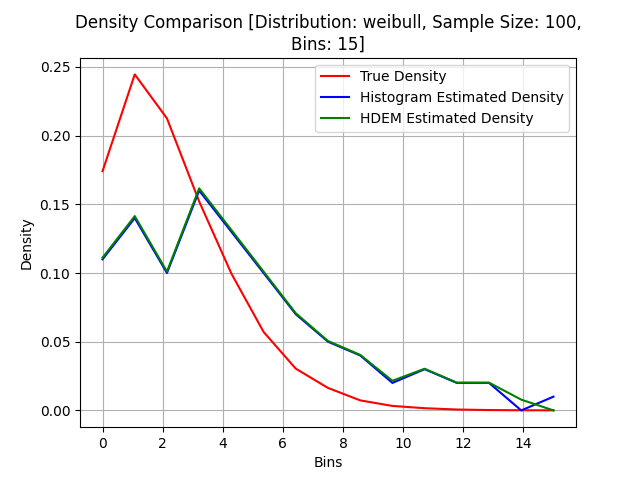 Density Comparison [Distribution: weibull, Sample Size: 100,
Bins: 15]
True Density
Histogram Estimated Density
HDEM Estimated Density
Density
0.25
0.20
0.15
0.10
0.05
0.00
0 2 4 6 8 10 12 14
Bins